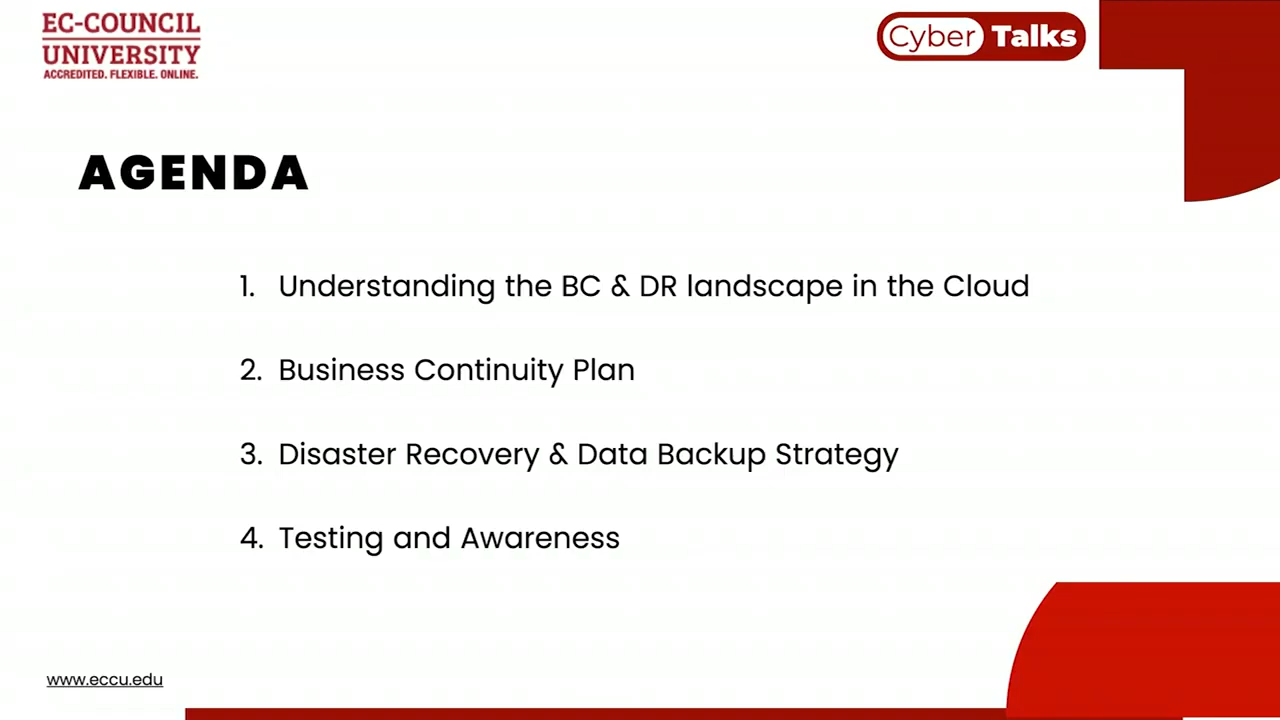 EC-COUNCIL
UNIVERSITY
ACCREDITED. FLEXIBLE. ONLINE.
Cyber Talks
AGENDA
1. Understanding the BC & DR landscape in the Cloud
2. Business Continuity Plan
3. Disaster Recovery & Data Backup Strategy
4. Testing and Awareness
www.eccu.edu